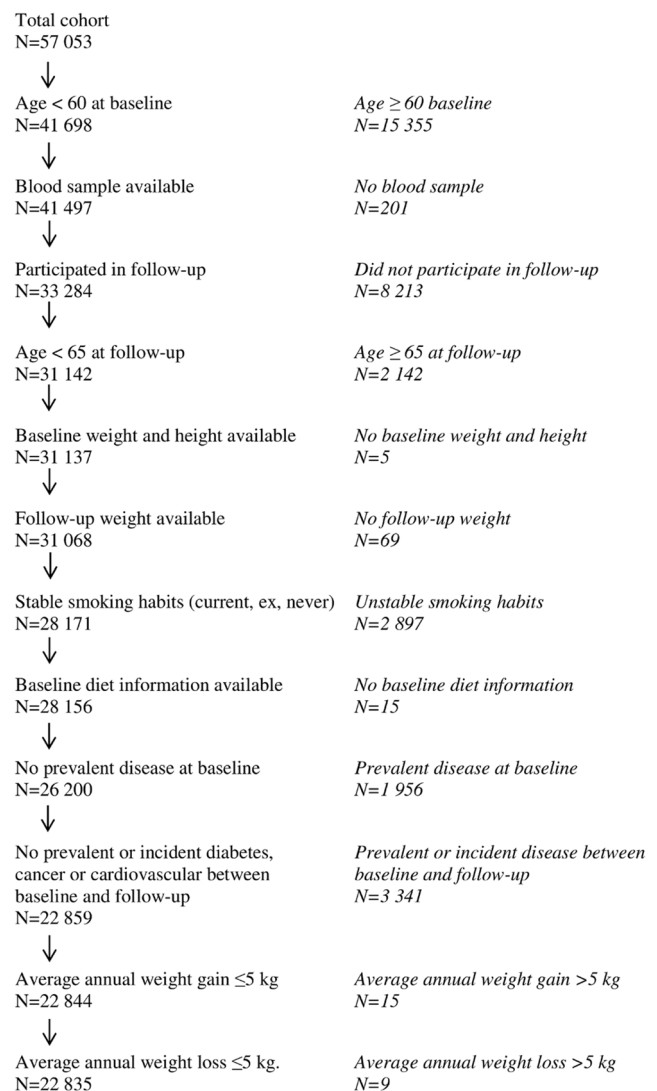 Total cohort
N=57 053
Age < 60 at baseline
N=41 698
Age ≥ 60 baseline
N=15 355
Blood sample available
N=41 497
No blood sample
N=201
Participated in follow-up
N=33 284
Did not participate in follow-up
N=8 213
Age < 65 at follow-up
N=31 142
Age ≥ 65 at follow-up
N=2 142
Baseline weight and height available
N=31 137
No baseline weight and height
N=5
Follow-up weight available
N=31 068
No follow-up weight
N=69
Stable smoking habits (current, ex, never)
N=28 171
Unstable smoking habits
N=2 897
Baseline diet information available
N=28 156
No baseline diet information
N=15
No prevalent disease at baseline
N=26 200
Prevalent disease at baseline
N=1 956
No prevalent or incident diabetes,
cancer or cardiovascular between
baseline and follow-up
N=22 859
Prevalent or incident disease between
baseline and follow-up
N=3 341
Average annual weight gain ≤5 kg
N=22 844
Average annual weight gain >5 kg
N=15
Average annual weight loss ≤5 kg.
N=22 835
Average annual weight loss >5 kg
N=9